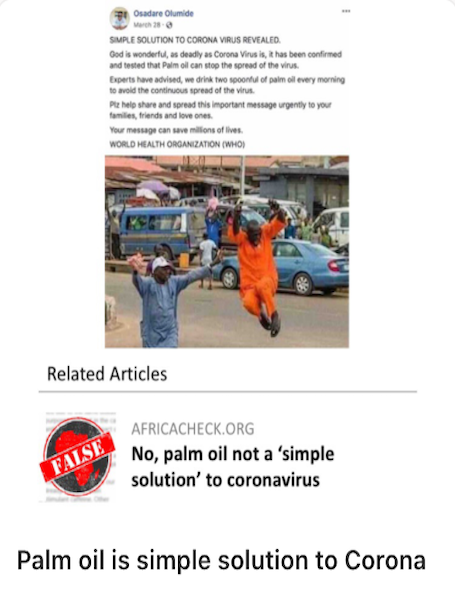 Osadare Olumide
March 28 ·
SIMPLE SOLUTION TO CORONA VIRUS REVEALED.
God is wonderful, as deadly as Corona Virus is, it has been confirmed
and tested that Palm oil can stop the spread of the virus.
Experts have advised, we drink two spoonful of palm oil every morning
to avoid the continuous spread of the virus.
Plz help share and spread this important message urgently to your
families, friends and love ones.
Your message can save millions of lives.
WORLD HEALTH ORGANIZATION (WHO)
Related Articles
FALSE
AFRICACHECK.ORG
No, palm oil not a ‘simple
solution’ to coronavirus
Palm oil is simple solution to Corona